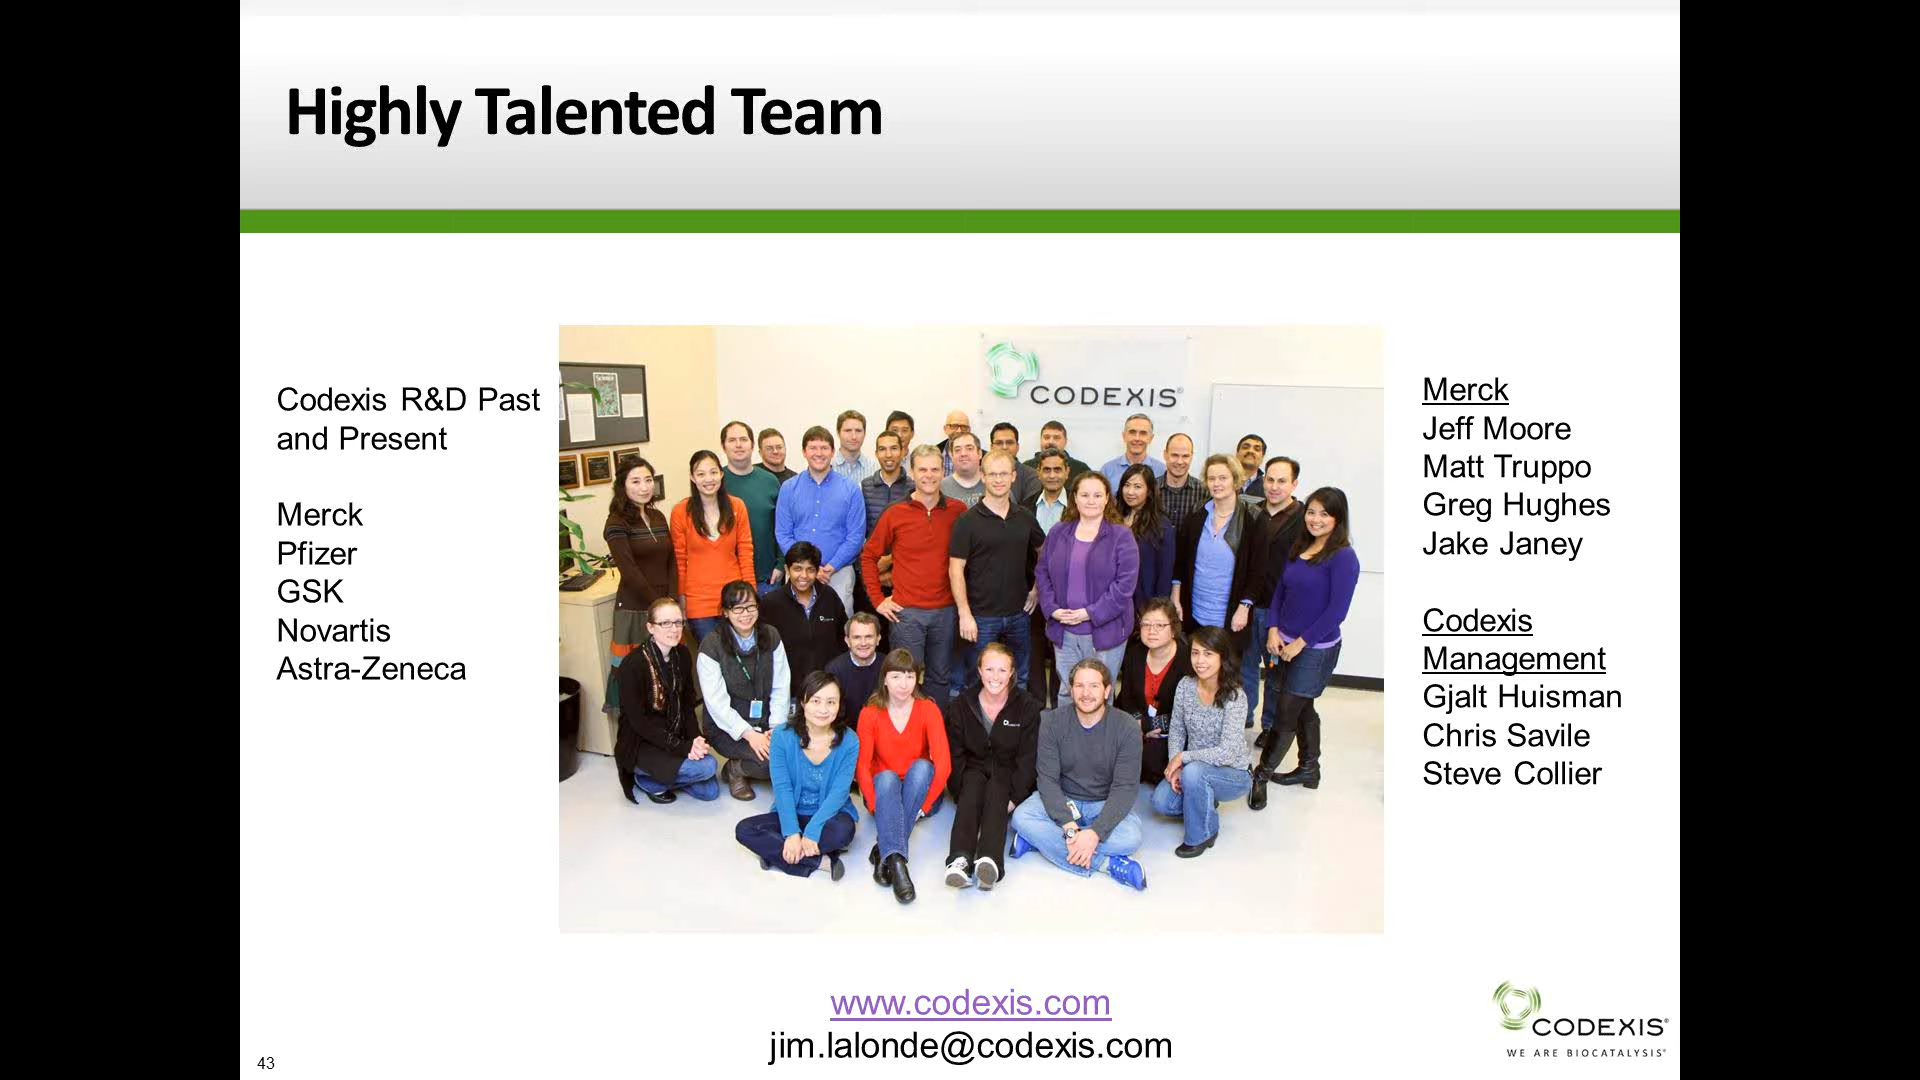 Highly Talented Team
Codexis R&D Past
and Present
Merck
Pfizer
GSK
Novartis
Astra-Zeneca
CODEXIS®
Merck
Jeff Moore
Matt Truppo
Greg Hughes
Jake Janey
Codexis
Management
Gjalt Huisman
Chris Savile
Steve Collier
www.codexis.com
jim.lalonde@codexis.com
CODEXIS®
WE ARE BIOCATALYSIS®
43